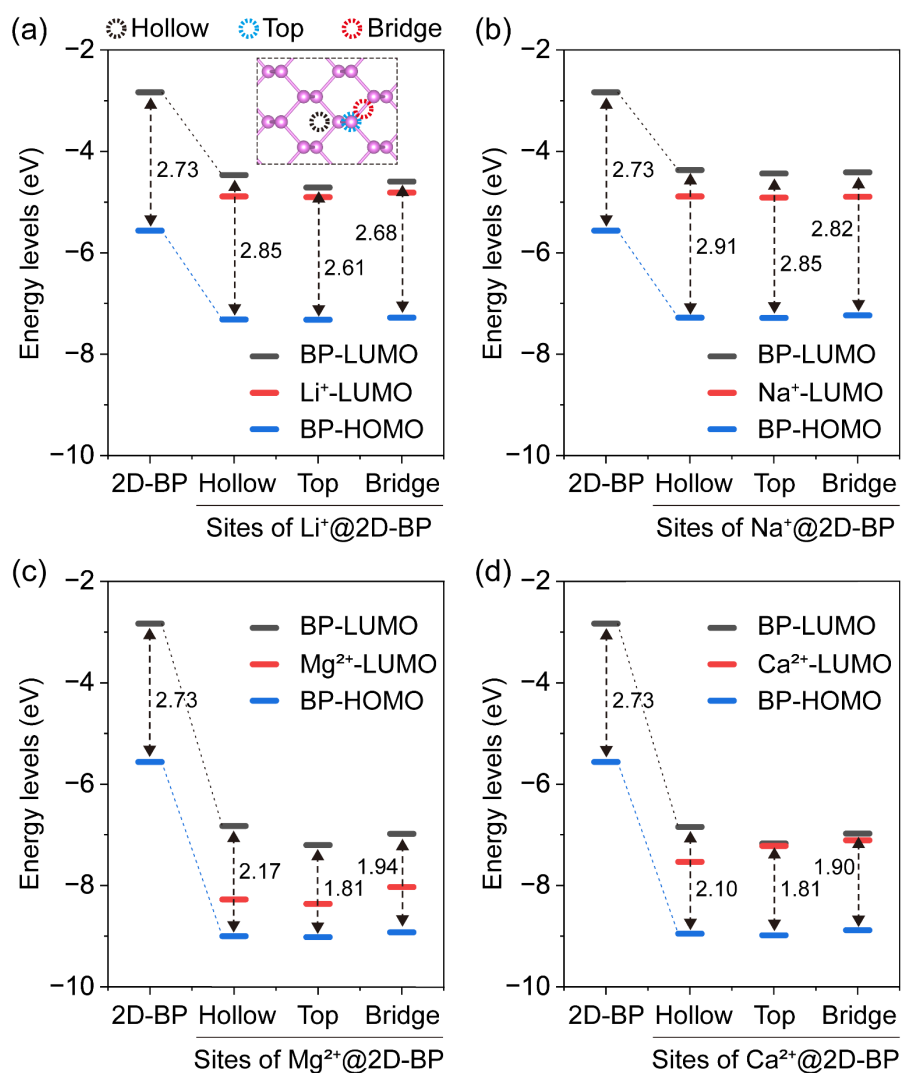 (a) Hollow Top Bridge
−2
−4
−6
−8
−10
Energy levels (eV)
2.73
2.85
2.61
2.68
BP-LUMO
Li⁺-LUMO
BP-HOMO
2D-BP Hollow Top Bridge
Sites of Li⁺@2D-BP
(b)
−2
−4
−6
−8
−10
Energy levels (eV)
2.73
2.91
2.85
2.82
BP-LUMO
Na⁺-LUMO
BP-HOMO
2D-BP Hollow Top Bridge
Sites of Na⁺@2D-BP
(c)
−2
−4
−6
−8
−10
Energy levels (eV)
BP-LUMO
Mg²⁺-LUMO
BP-HOMO
2.73
2.17
1.81
1.94
2D-BP Hollow Top Bridge
Sites of Mg²⁺@2D-BP
(d)
−2
−4
−6
−8
−10
Energy levels (eV)
BP-LUMO
Ca²⁺-LUMO
BP-HOMO
2.73
2.10
1.81
1.90
2D-BP Hollow Top Bridge
Sites of Ca²⁺@2D-BP